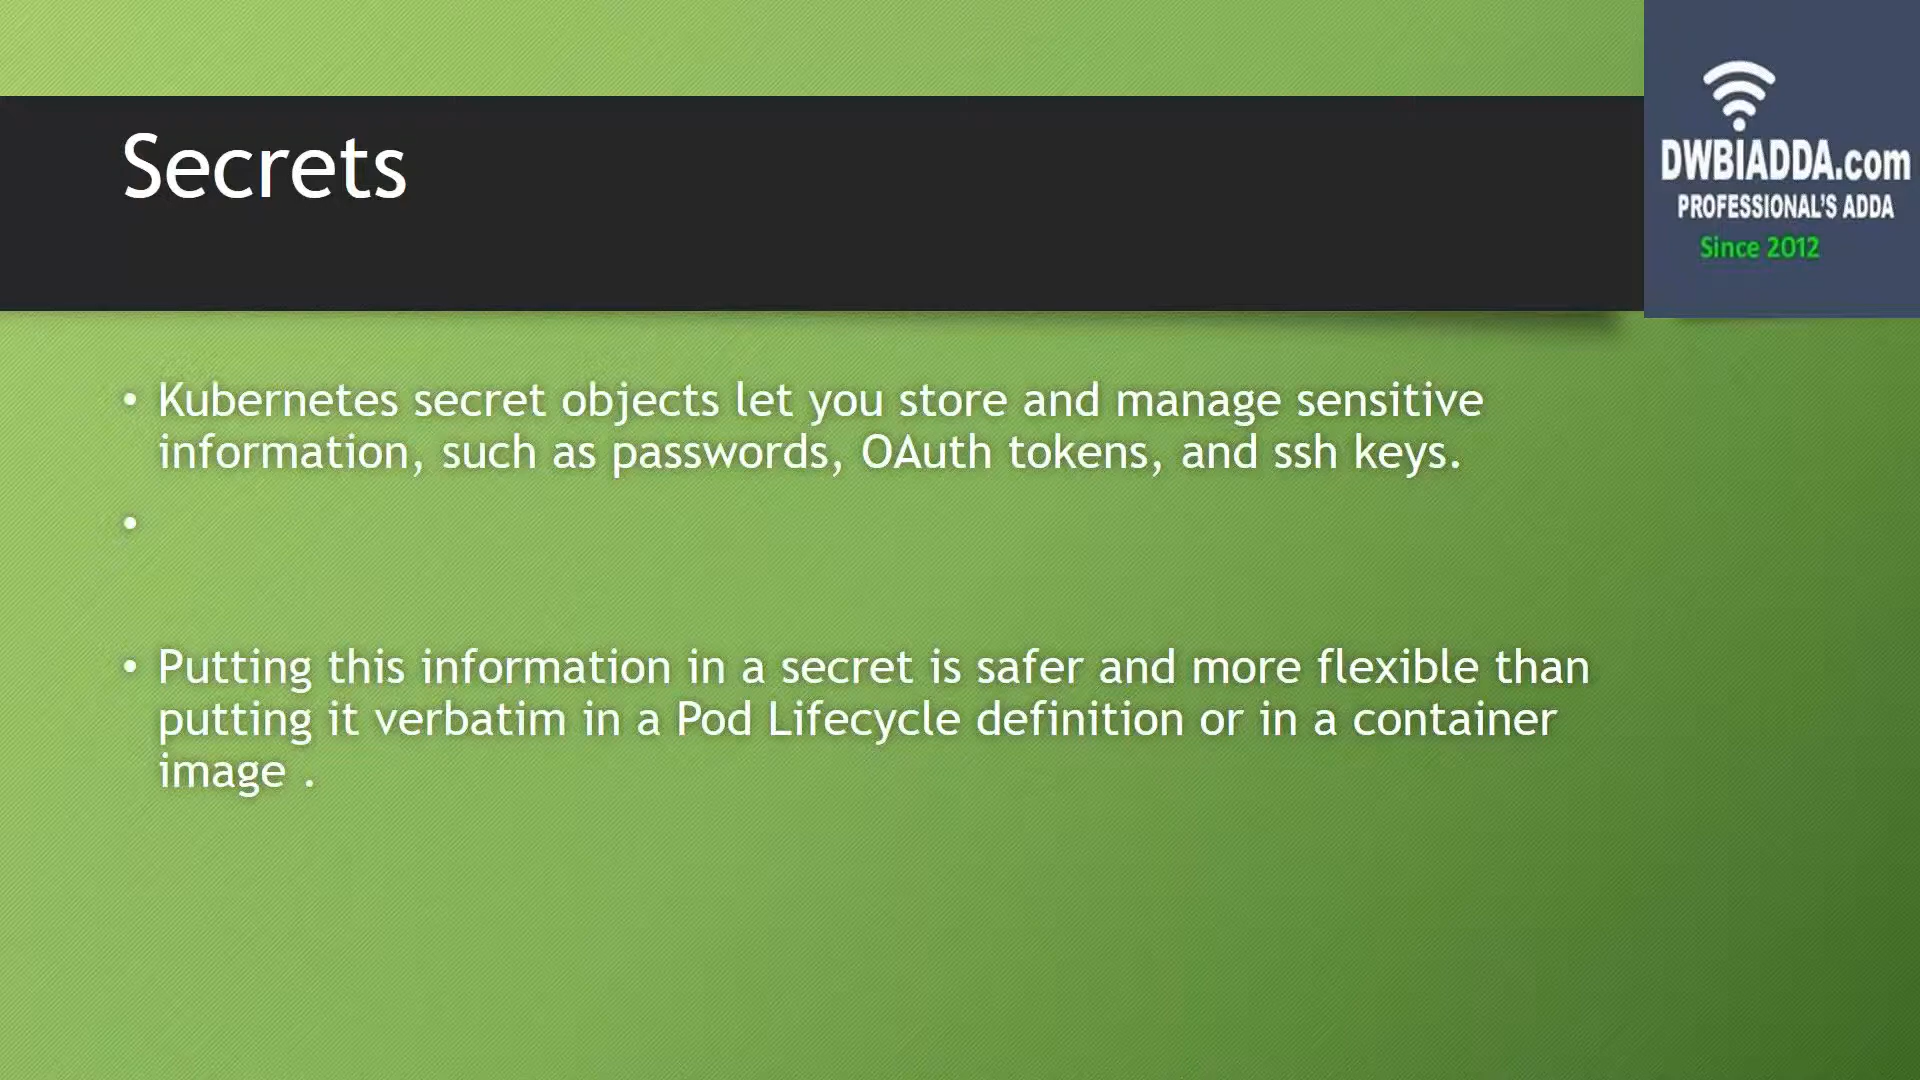 Secrets
DWBIADDA.com
PROFESSIONAL'S ADDA
Since 2012
• Kubernetes secret objects let you store and manage sensitive
information, such as passwords, OAuth tokens, and ssh keys.
•
• Putting this information in a secret is safer and more flexible than
putting it verbatim in a Pod Lifecycle definition or in a container
image .